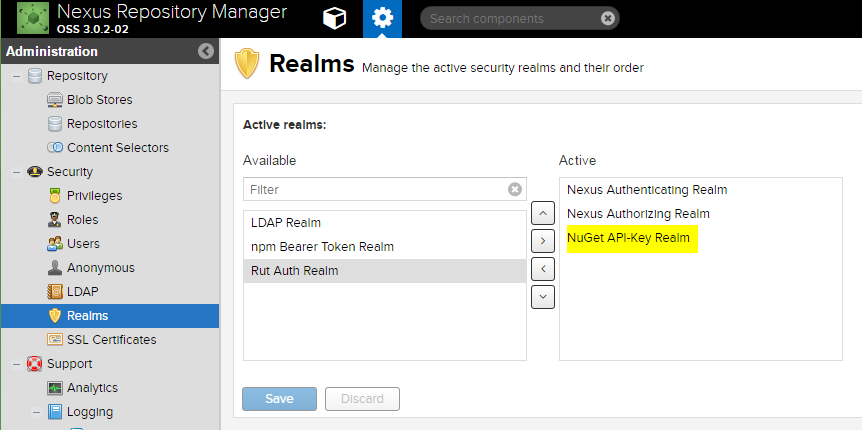 Nexus Repository Manager
OSS 3.0.2-02
Search components
Administration
Repository
Blob Stores
Repositories
Content Selectors
Security
Privileges
Roles
Users
Anonymous
LDAP
Realms
SSL Certificates
Support
Analytics
Logging
Realms Manage the active security realms and their order
Active realms:
Available
Filter
LDAP Realm
npm Bearer Token Realm
Rut Auth Realm
Active
Nexus Authenticating Realm
Nexus Authorizing Realm
NuGet API-Key Realm
Save Discard